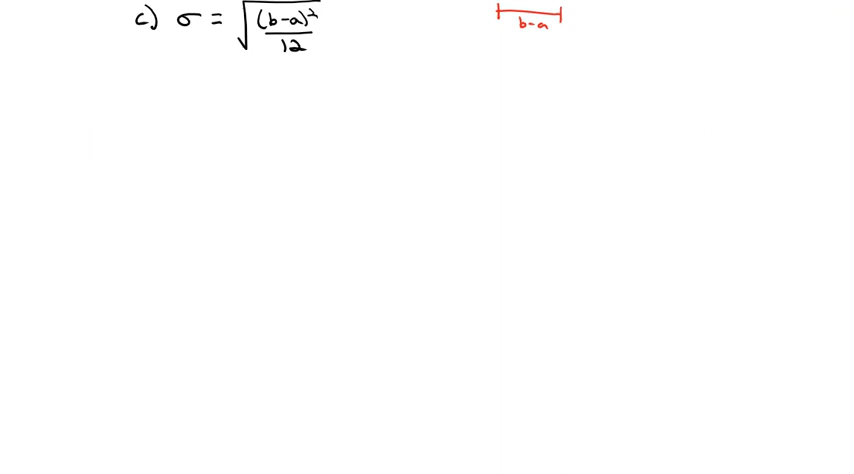 c) σ = √((b-a)²/12)
b-a